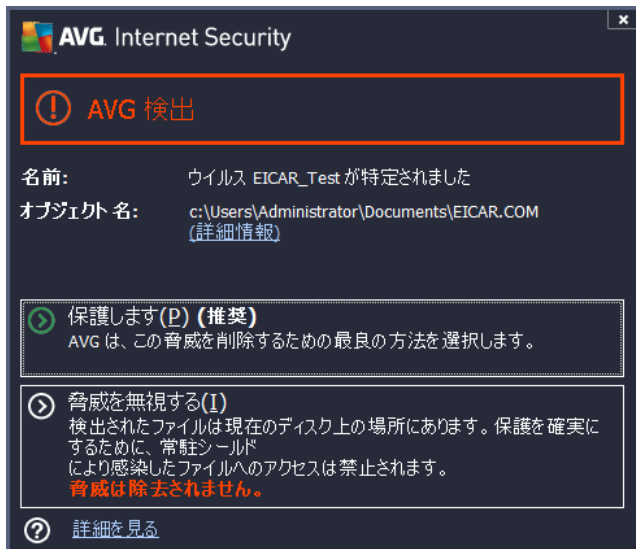 AVG. Internet Security
AVG 検出
名前: ウイルス EICAR_Test が特定されました
オブジェクト名: c:\Users\Administrator\Documents\EICAR.COM
(詳細情報)
保護します(P) (推奨)
AVG は、この脅威を削除するための最良の方法を選択します。
脅威を無視する(I)
検出されたファイルは現在のディスク上の場所にあります。保護を確実に
するために、常駐シールド
により感染したファイルへのアクセスは禁止されます。
脅威は除去されません。
詳細を見る